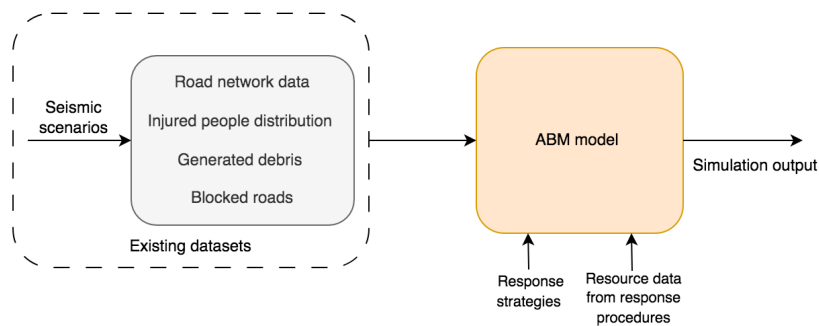 Seismic
scenarios
Road network data
Injured people distribution
Generated debris
Blocked roads
Existing datasets
ABM model
Simulation output
Response
strategies
Resource data
from response
procedures